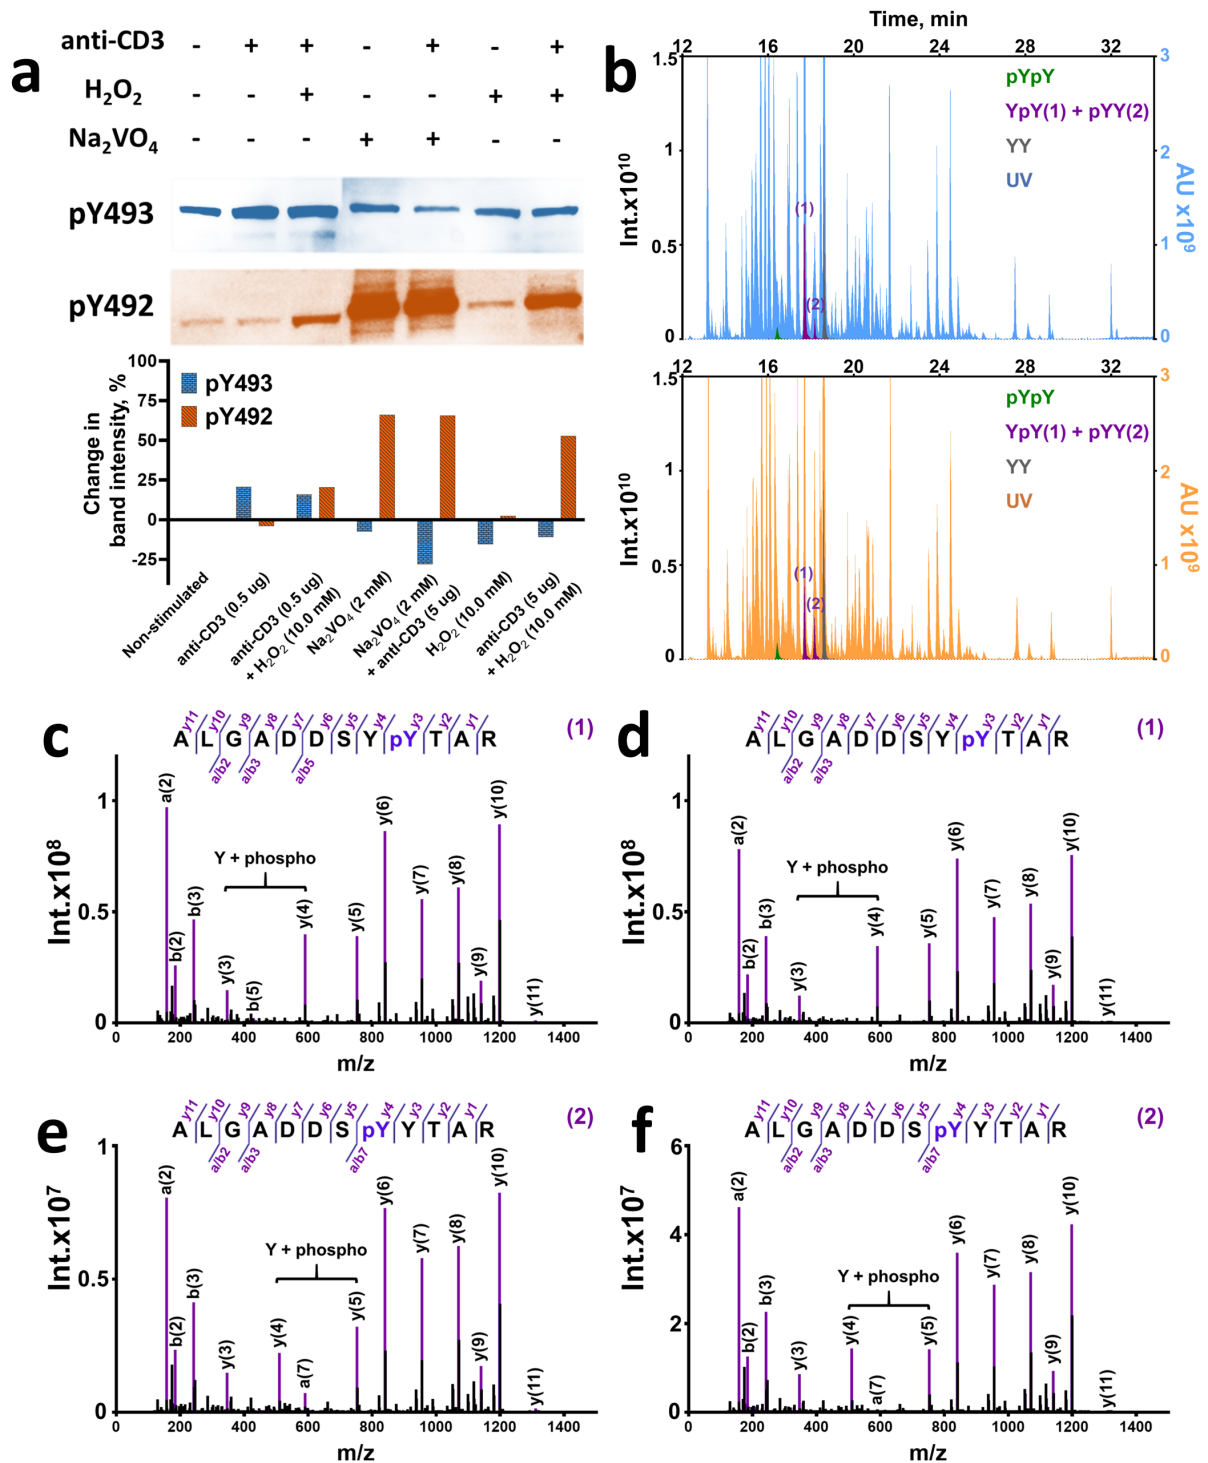 a
anti-CD3 - + + - + - +
H2O2 - - + - - + +
Na2VO4 - - - + + - -
pY493
pY492
100
75
50
25
0
-25
Change in
band intensity, %
pY493
pY492
Non-stimulated
anti-CD3 (0.5 ug)
anti-CD3 (0.5 ug)
+ H2O2 (10.0 mM)
Na2VO4 (2 mM)
Na2VO4 (2 mM)
+ anti-CD3 (5 ug)
H2O2 (10.0 mM)
anti-CD3 (5 ug)
+ H2O2 (10.0 mM)
b
Time, min
12 16 20 24 28 32
1.5
1
0.5
0
Int.x10^10
3
2
1
0
AU x10^9
pYpY
YpY(1) + pYY(2)
YY
UV
(1)
(2)
12 16 20 24 28 32
1.5
1
0.5
0
Int.x10^10
3
2
1
0
AU x10^9
pYpY
YpY(1) + pYY(2)
YY
UV
(1)
(2)
c
y11 y10 y9 y8 y7 y6 y5 y4 y3 y2 y1
A L G A D D S Y pY T A R
a/b2 a/b3 a/b5
(1)
1
0.5
0
Int.x10^8
a(2) b(2) b(3) y(3) b(5) y(4) y(5) y(6) y(7) y(8) y(9) y(10) y(11)
Y + phospho
0 200 400 600 800 1000 1200 1400
m/z
d
y11 y10 y9 y8 y7 y6 y5 y4 y3 y2 y1
A L G A D D S Y pY T A R
a/b2 a/b3
(1)
1
0.5
0
Int.x10^8
a(2) b(2) b(3) y(3) y(4) y(5) y(6) y(7) y(8) y(9) y(10) y(11)
Y + phospho
0 200 400 600 800 1000 1200 1400
m/z
e
y11 y10 y9 y8 y7 y6 y5 y4 y3 y2 y1
A L G A D D S pY Y T A R
a/b2 a/b3 a/b7
(2)
1
0.5
0
Int.x10^7
a(2) b(2) b(3) y(3) y(4) a(7) y(5) y(6) y(7) y(8) y(9) y(10) y(11)
Y + phospho
0 200 400 600 800 1000 1200 1400
m/z
f
y11 y10 y9 y8 y7 y6 y5 y4 y3 y2 y1
A L G A D D S pY Y T A R
a/b2 a/b3 a/b7
(2)
6
4
2
0
Int.x10^7
a(2) b(2) b(3) y(3) y(4) a(7) y(5) y(6) y(7) y(8) y(9) y(10) y(11)
Y + phospho
0 200 400 600 800 1000 1200 1400
m/z